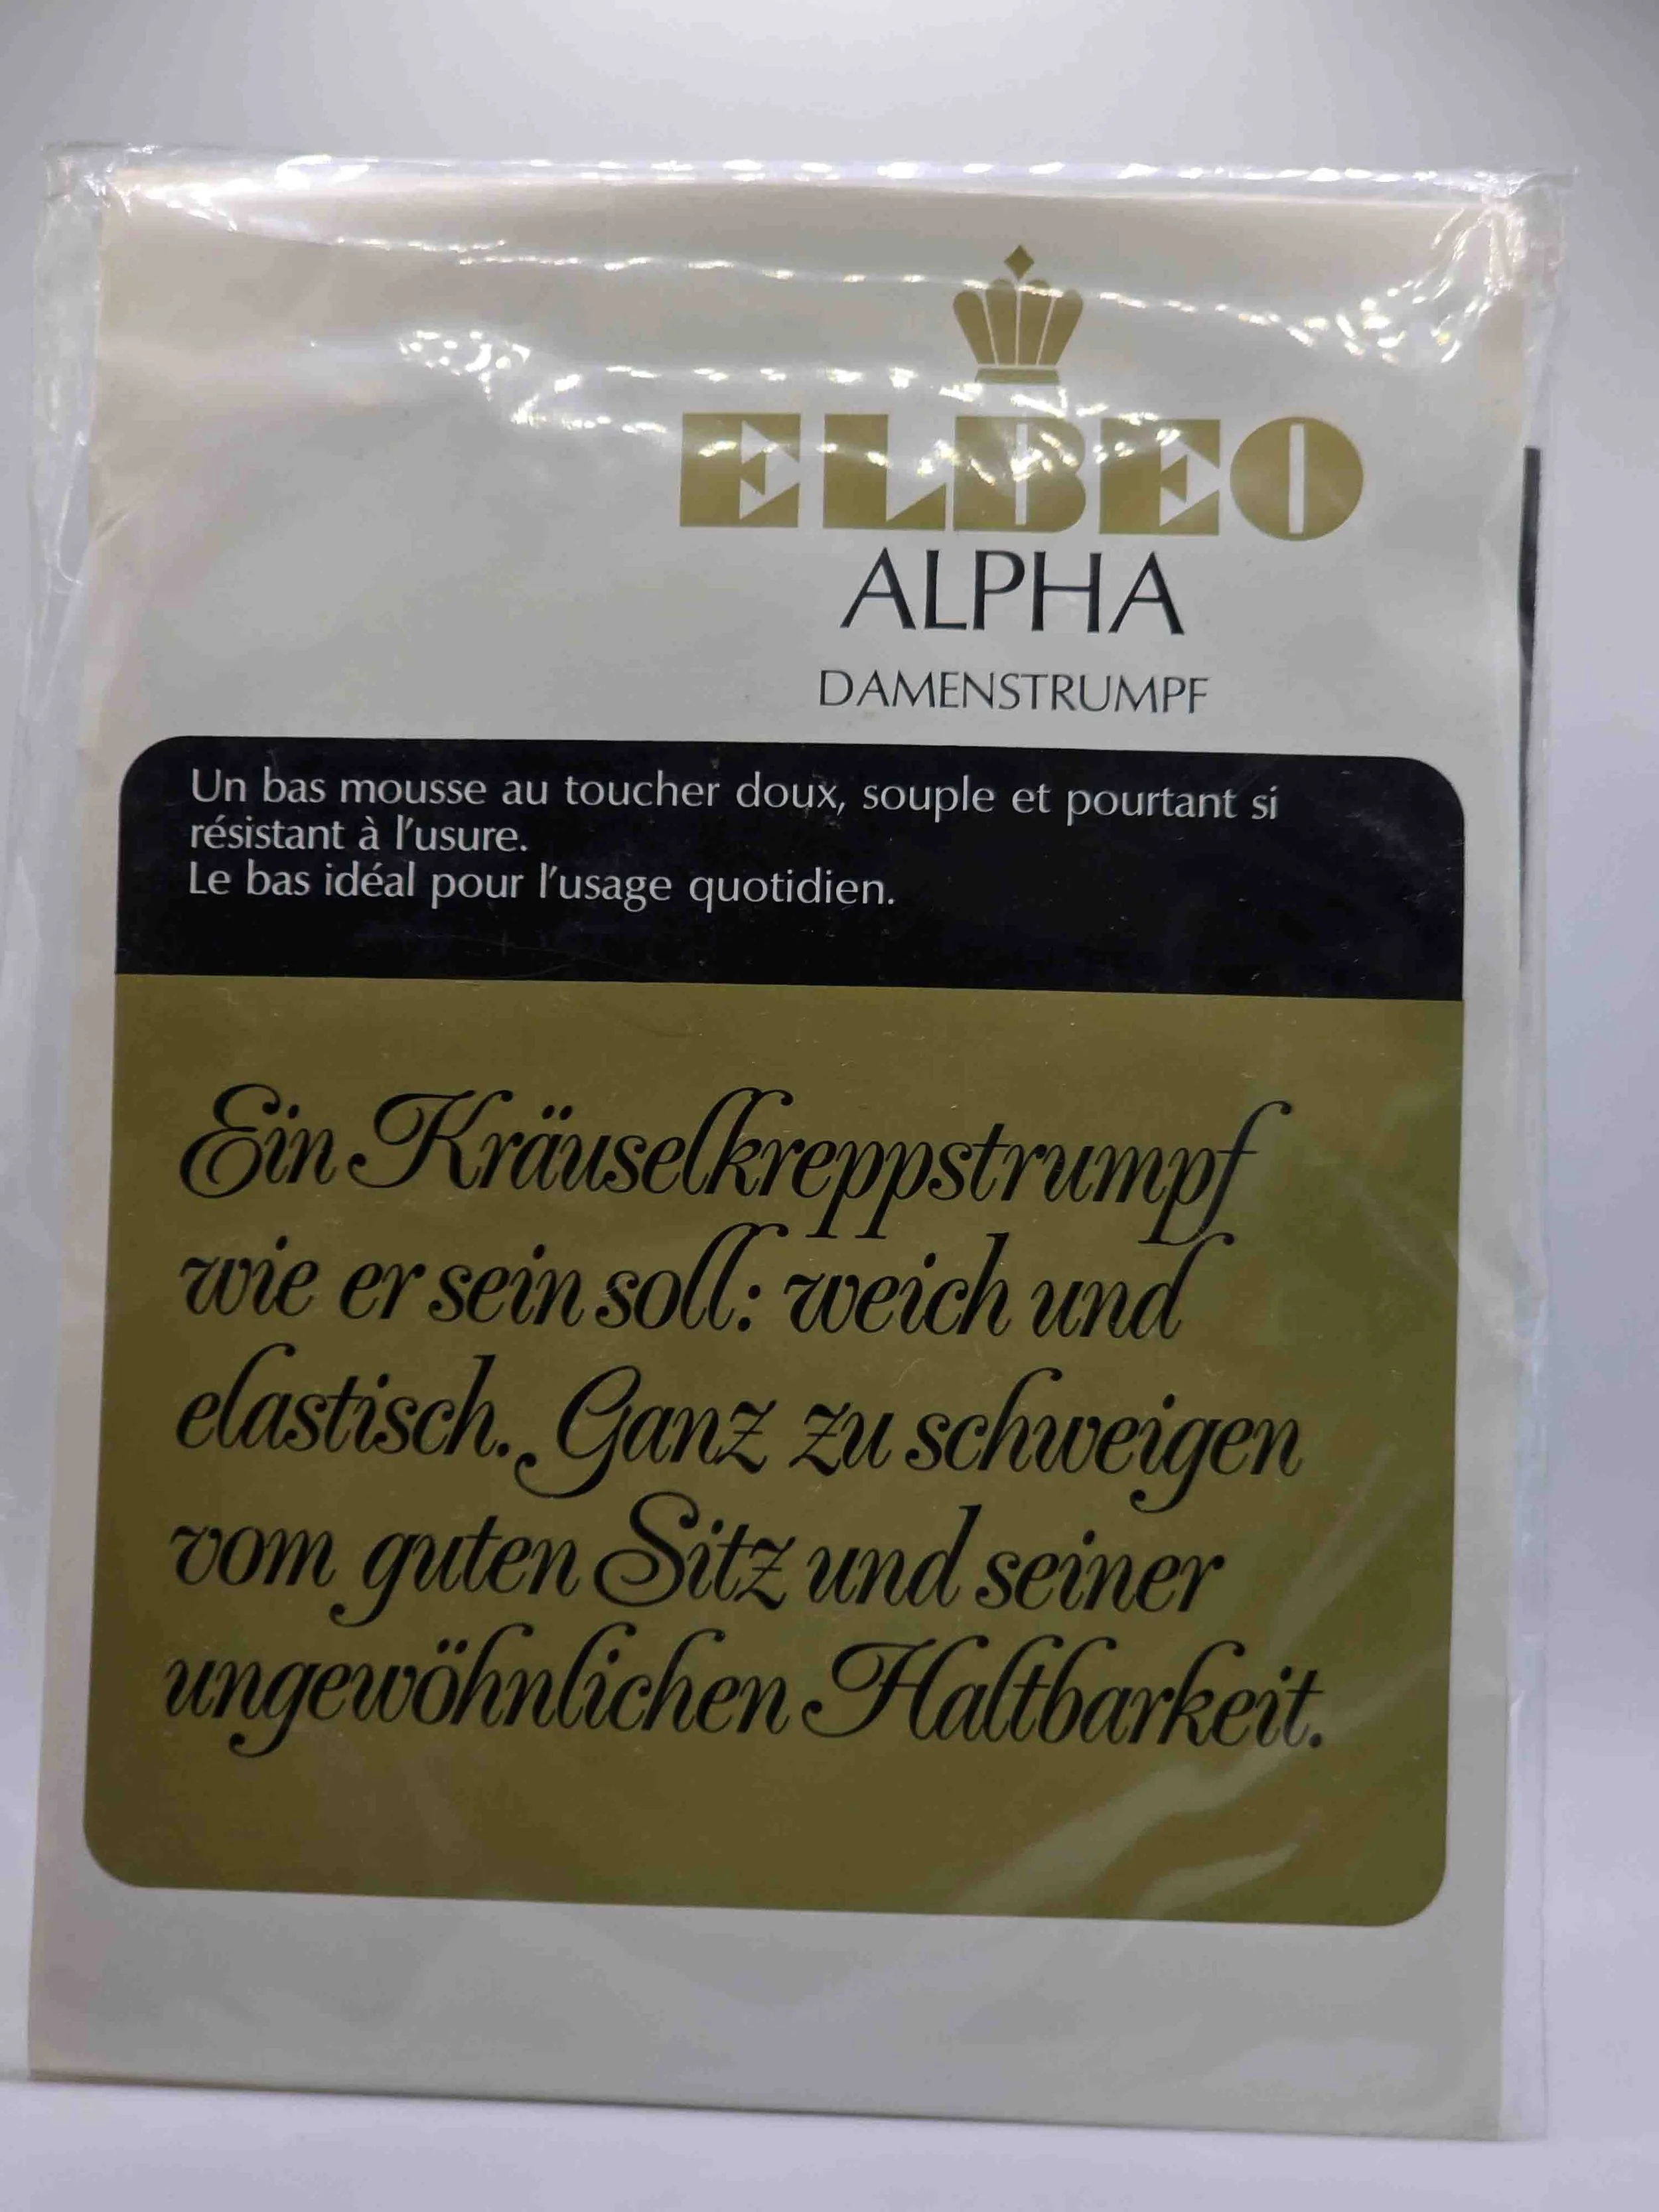 ELBEO
ALPHA
DAMENSTRUMPF
Un bas mousse au toucher doux, souple et pourtant si
résistant à l'usure.
Le bas idéal pour l'usage quotidien.
Ein Kräuselkreppstrumpf
wie er sein soll: weich und
elastisch. Ganz zu schweigen
vom guten Sitz und seiner
ungewöhnlichen Haltbarkeit.